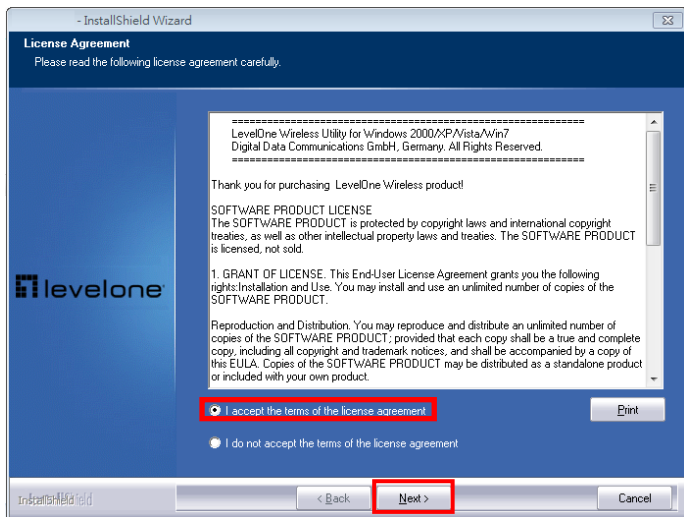 - InstallShield Wizard
License Agreement
Please read the following license agreement carefully.
==================================================
LevelOne Wireless Utility for Windows 2000/XP/Vista/Win7
Digital Data Communications GmbH, Germany. All Rights Reserved.
==================================================
Thank you for purchasing LevelOne Wireless product!
SOFTWARE PRODUCT LICENSE
The SOFTWARE PRODUCT is protected by copyright laws and international copyright
treaties, as well as other intellectual property laws and treaties. The SOFTWARE PRODUCT
is licensed, not sold.
1. GRANT OF LICENSE. This End-User License Agreement grants you the following
rights:Installation and Use. You may install and use an unlimited number of copies of the
SOFTWARE PRODUCT.
Reproduction and Distribution. You may reproduce and distribute an unlimited number of
copies of the SOFTWARE PRODUCT; provided that each copy shall be a true and complete
copy, including all copyright and trademark notices, and shall be accompanied by a copy of
this EULA. Copies of the SOFTWARE PRODUCT may be distributed as a standalone product
or included with your own product.
levelone
I accept the terms of the license agreement
Print
I do not accept the terms of the license agreement
InstallShield
< Back
Next >
Cancel